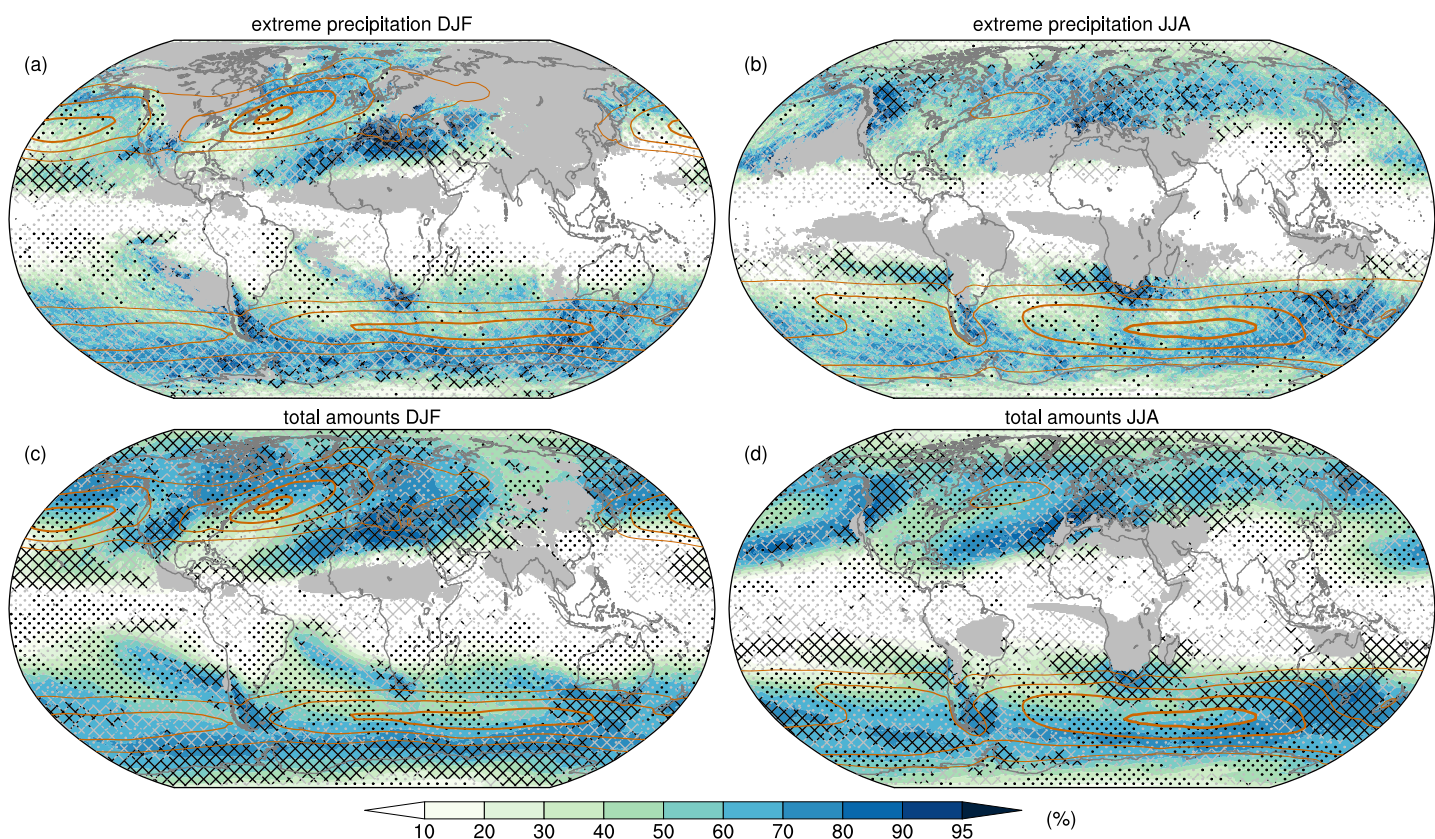 extreme precipitation DJF
extreme precipitation JJA
(a)
(b)
total amounts DJF
total amounts JJA
(c)
(d)
10 20 30 40 50 60 70 80 90 95 (%)